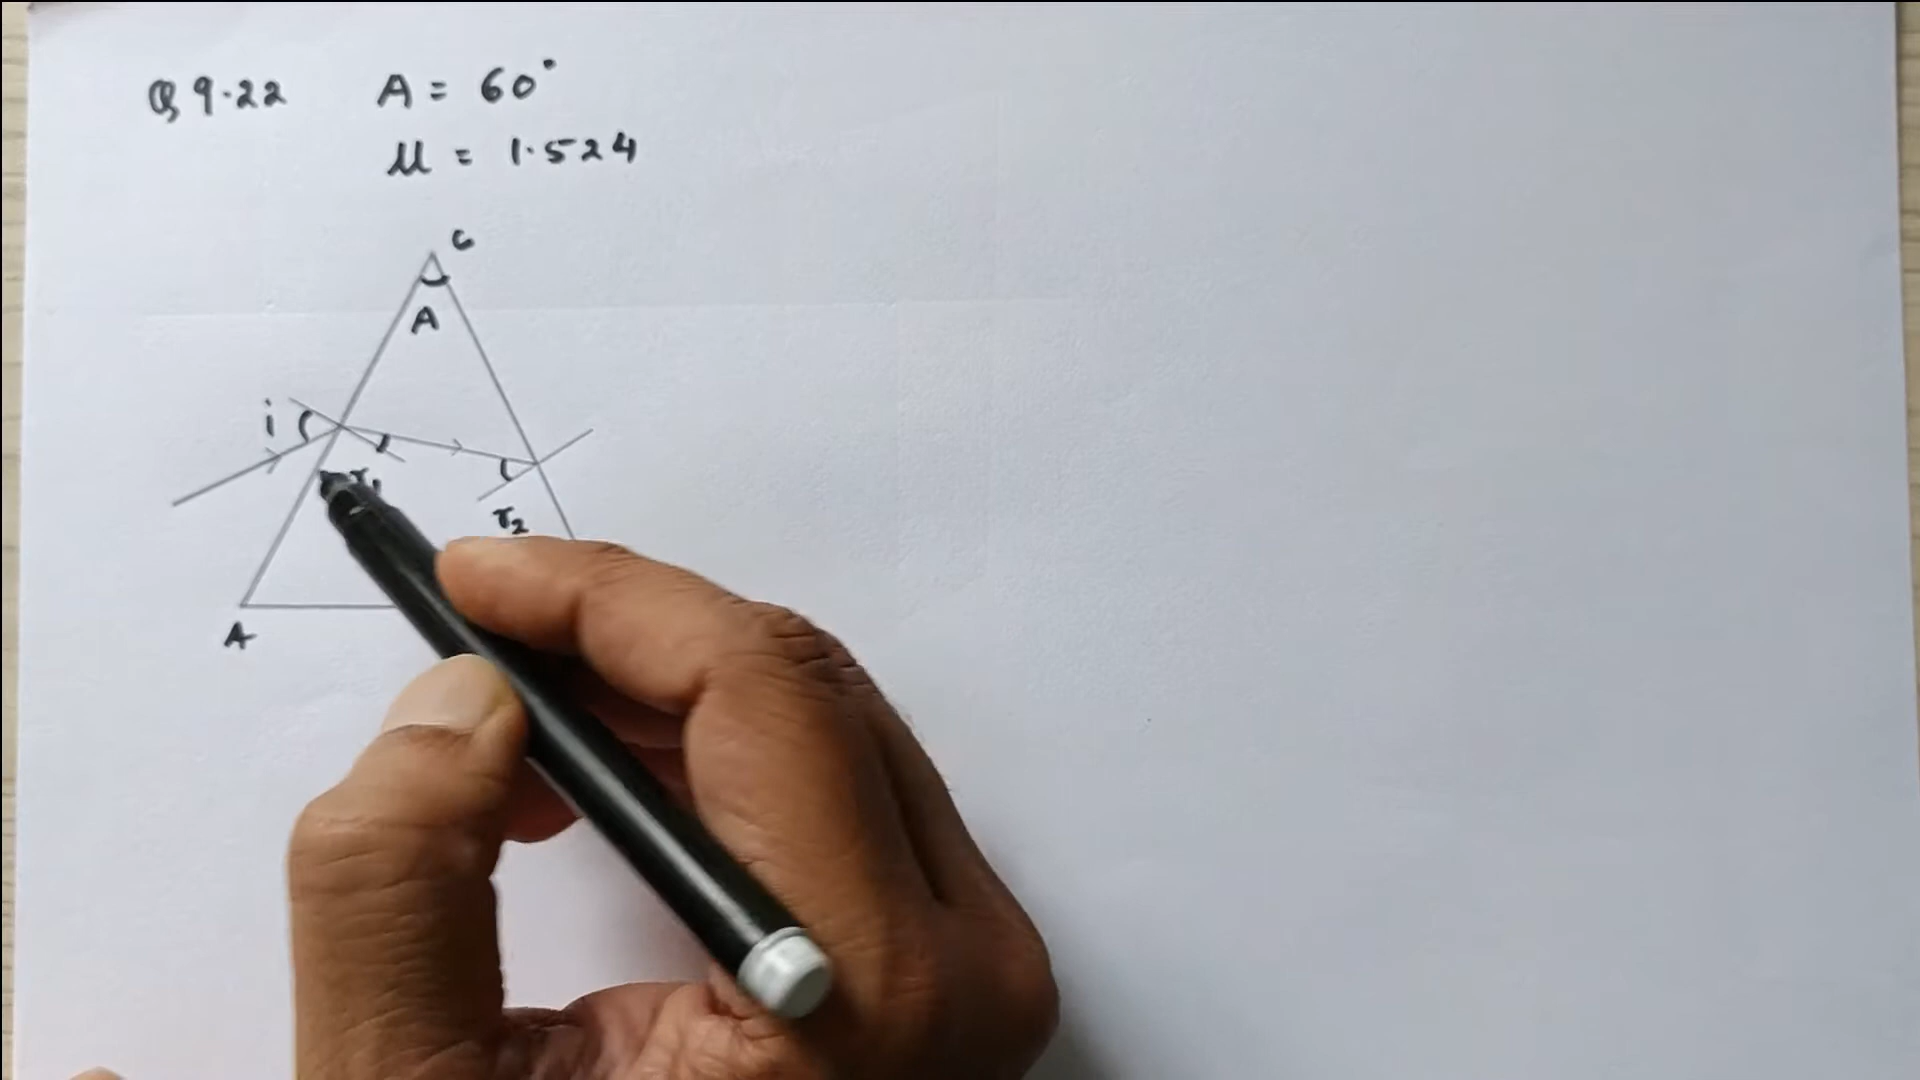 Q 9.22 A = 60°
μ = 1.524
C
A
i
r₁
r₂
A